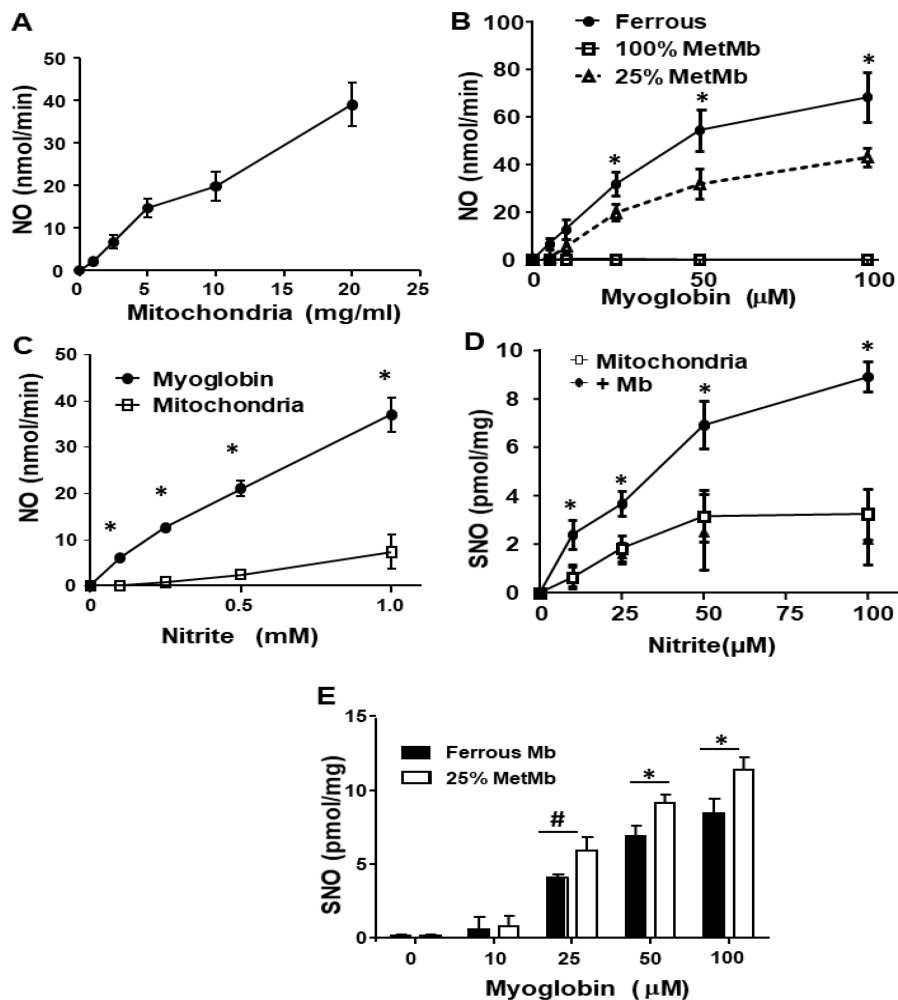 A
NO (nmol/min)
50
40
30
20
10
0
0 5 10 15 20 25
Mitochondria (mg/ml)
B
Ferrous
100% MetMb
25% MetMb
NO (nmol/min)
100
80
60
40
20
0
0 50 100
Myoglobin (μM)
* * *
C
Myoglobin
Mitochondria
NO (nmol/min)
50
40
30
20
10
0
0 0.5 1.0
Nitrite (mM)
* * * *
D
Mitochondria
+ Mb
SNO (pmol/mg)
10
8
6
4
2
0
0 25 50 75 100
Nitrite(μM)
* * * *
E
Ferrous Mb
25% MetMb
SNO (pmol/mg)
15
10
5
0
# * *
0 10 25 50 100
Myoglobin (μM)